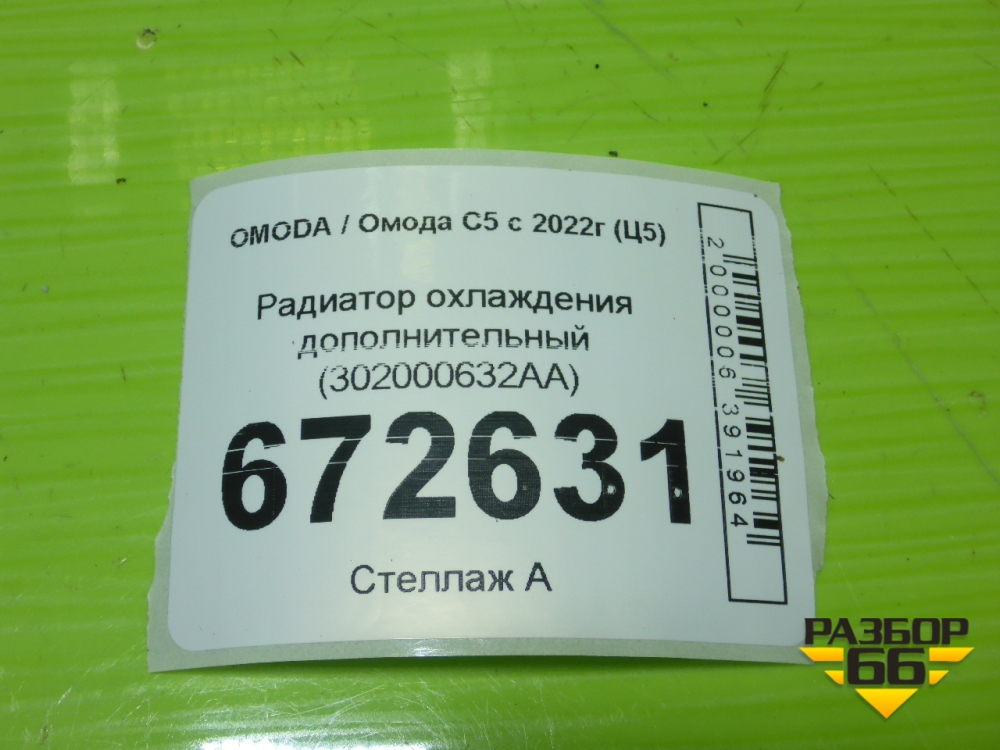 OMODA / Омода C5 с 2022г (Ц5)
Радиатор охлаждения
дополнительный
(302000632AA)
672631
Стеллаж А
2000006391964
РАЗБОР
66